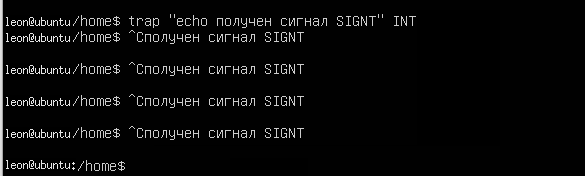 leon@ubuntu/home$ trap "echo получен сигнал SIGNT" INT
leon@ubuntu/home$ ^Cполучен сигнал SIGNT
leon@ubuntu/home$ ^Cполучен сигнал SIGNT
leon@ubuntu/home$ ^Cполучен сигнал SIGNT
leon@ubuntu/home$ ^Cполучен сигнал SIGNT
leon@ubuntu:/home$